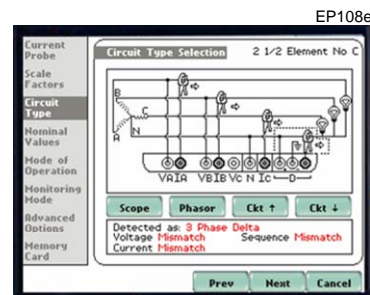 EP108e
Current
Probe
Scale
Factors
Circuit
Type
Nominal
Values
Mode of
Operation
Monitoring
Mode
Advanced
Options
Memory
Card
Circuit Type Selection 2 1/2 Element No C
B
C
A
N
VA IA VB IB VC N IC D
Scope Phasor Ckt ↑ Ckt ↓
Detected as: 3 Phase Delta
Voltage Mismatch Sequence Mismatch
Current Mismatch
Prev Next Cancel